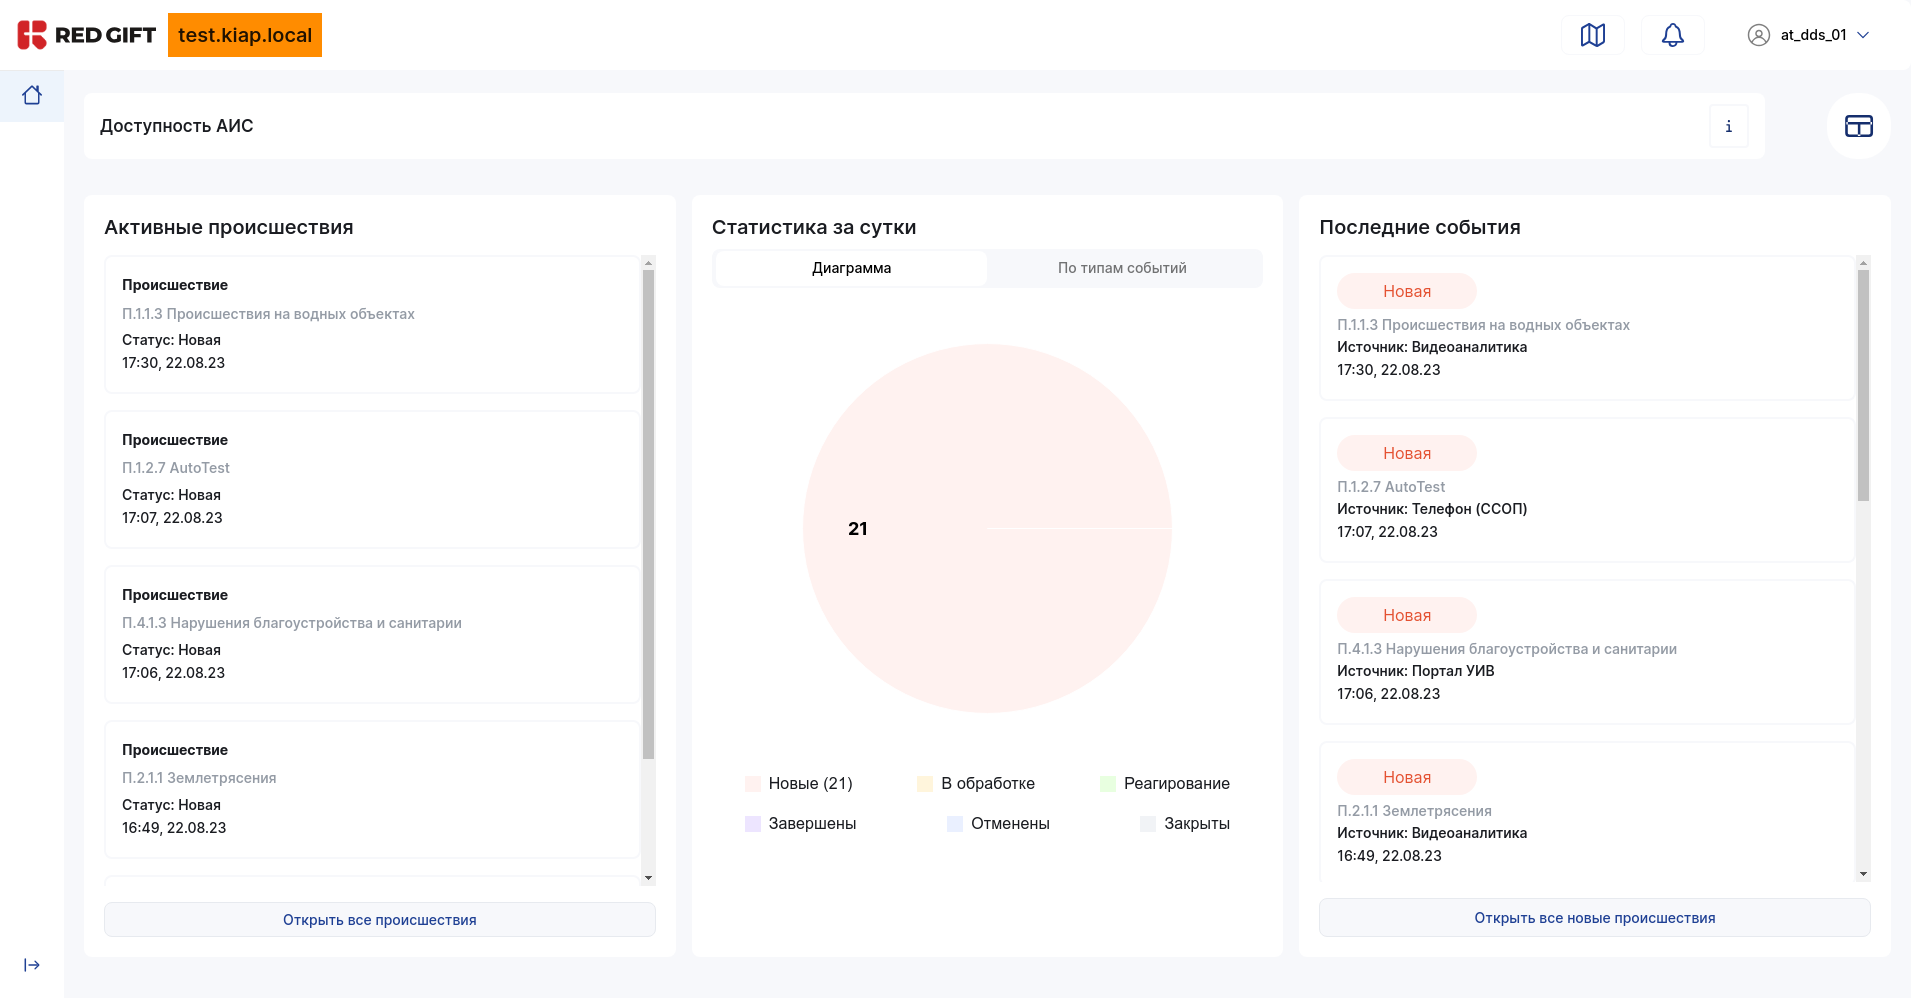 RED GIFT
test.kiap.local
at_dds_01
Доступность АИС
i
Активные происшествия
Происшествие
П.1.1.3 Происшествия на водных объектах
Статус: Новая
17:30, 22.08.23
Происшествие
П.1.2.7 AutoTest
Статус: Новая
17:07, 22.08.23
Происшествие
П.4.1.3 Нарушения благоустройства и санитарии
Статус: Новая
17:06, 22.08.23
Происшествие
П.2.1.1 Землетрясения
Статус: Новая
16:49, 22.08.23
Открыть все происшествия
Статистика за сутки
Диаграмма
По типам событий
21
Новые (21)
В обработке
Реагирование
Завершены
Отменены
Закрыты
Последние события
Новая
П.1.1.3 Происшествия на водных объектах
Источник: Видеоаналитика
17:30, 22.08.23
Новая
П.1.2.7 AutoTest
Источник: Телефон (ССОП)
17:07, 22.08.23
Новая
П.4.1.3 Нарушения благоустройства и санитарии
Источник: Портал УИВ
17:06, 22.08.23
Новая
П.2.1.1 Землетрясения
Источник: Видеоаналитика
16:49, 22.08.23
Открыть все новые происшествия